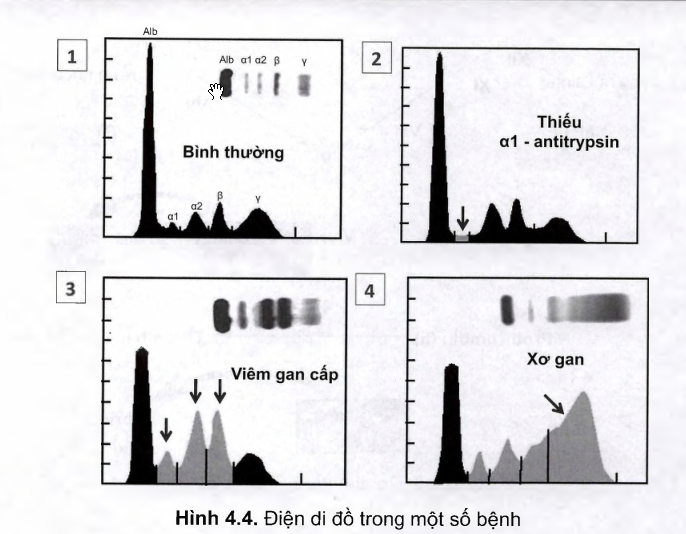 1
Alb
Alb α1 α2 β γ
Bình thường
α1 α2 β γ
2
Thiếu
α1 - antitrypsin
3
Viêm gan cấp
4
Xơ gan
Hình 4.4. Điện di đồ trong một số bệnh